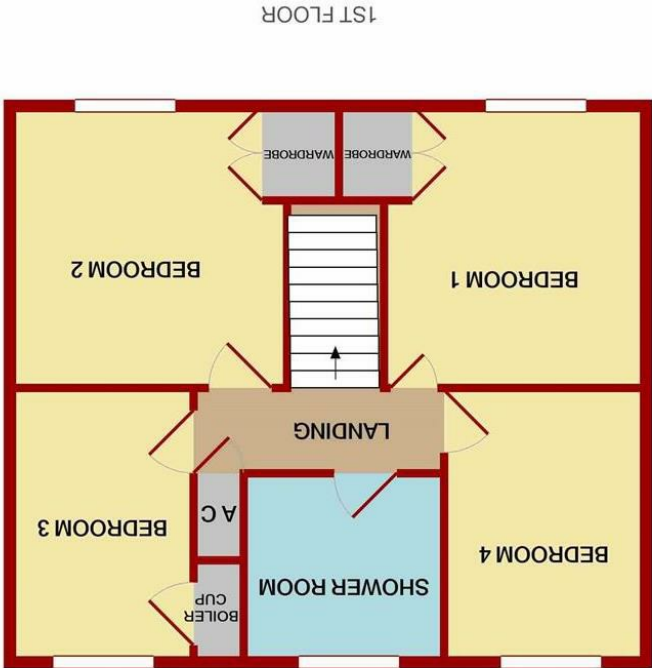 BOILER
CUP
SHOWER ROOM
BEDROOM 4
BEDROOM 3
A C
LANDING
BEDROOM 1
BEDROOM 2
WARDROBE
WARDROBE
1ST FLOOR